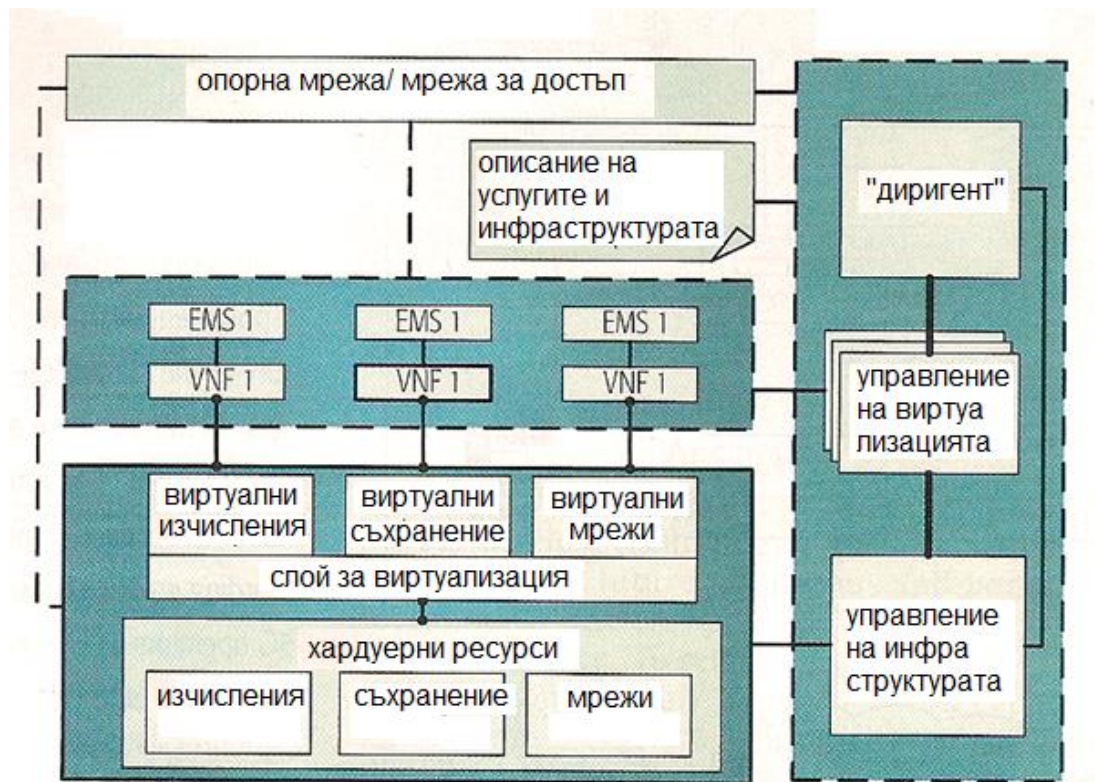 опорна мрежа/ мрежа за достъп
описание на
услугите и
инфраструктурата
"диригент"
EMS 1
EMS 1
EMS 1
VNF 1
VNF 1
VNF 1
управление
на виртуа
лизацията
виртуални
изчисления
виртуални
съхранение
виртуални
мрежи
слой за виртуализация
хардуерни ресурси
изчисления
съхранение
мрежи
управление
на инфра
структурата